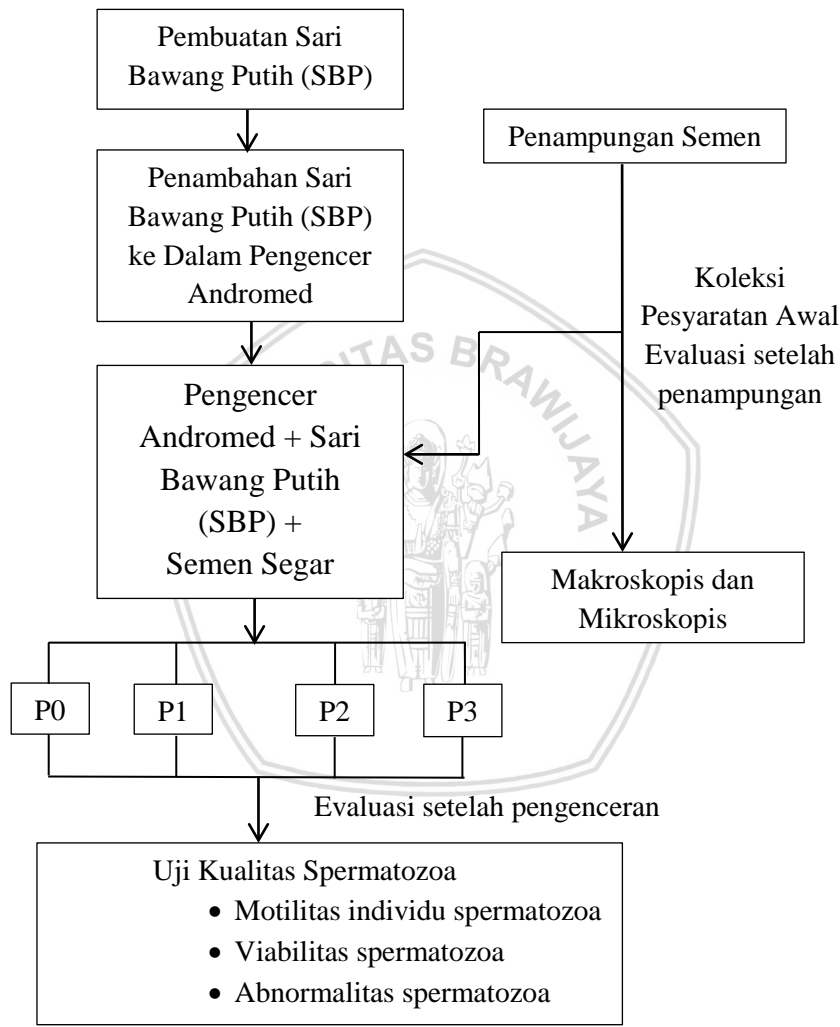 Pembuatan Sari
Bawang Putih (SBP)
Penampungan Semen
Penambahan Sari
Bawang Putih (SBP)
ke Dalam Pengencer
Andromed
Koleksi
Pesyaratan Awal
Evaluasi setelah
penampungan
ITAS BRAWIJAYA
Pengencer
Andromed + Sari
Bawang Putih
(SBP) +
Semen Segar
Makroskopis dan
Mikroskopis
P0
P1
P2
P3
Evaluasi setelah pengenceran
Uji Kualitas Spermatozoa
• Motilitas individu spermatozoa
• Viabilitas spermatozoa
• Abnormalitas spermatozoa